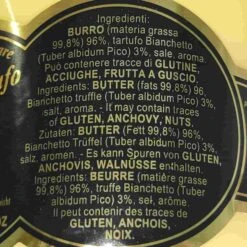 Ingredienti:
BURRO (materia grassa
99,8%) 96%, tartufo Bianchetto
(Tuber albidum Pico) 3%, sale,
aroma.
Può contenere tracce di GLUTINE,
ACCIUGHE, FRUTTA A GUSCIO.
Ingredients: BUTTER (fats 99,8%) 96,
Bianchetto truffle (Tuber albidum Pico) 3%,
salt, aroma. - It may contain traces
of GLUTEN, ANCHOVY, NUTS.
Zutaten: BUTTER (Fett 99,8%) 96%,
Bianchetto Trüffel (Tuber albidum Pico) 3%,
salz, aroma. - Es kann Spuren von GLUTEN,
ANCHOVIS, WALNÜSSE enthalten.
Ingredients: BEURRE (matière grasse
99,8%) 96%, truffe Bianchetto (Tuber
albidum Pico) 3%, sel, arôme
Il peut contenir des traces de
GLUTEN, ANCHOIS,
NOIX.